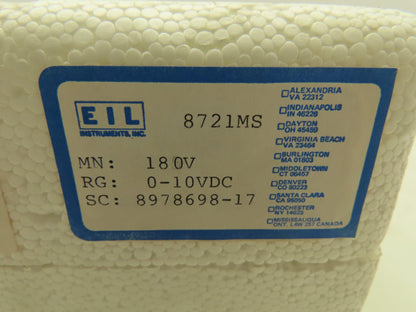 EIL
INSTRUMENTS, INC.
8721MS
MN: 180V
RG: 0-10VDC
SC: 8978698-17
ALEXANDRIA
VA 22312
INDIANAPOLIS
IN 46226
DAYTON
OH 45459
VIRGINIA BEACH
VA 23464
BURLINGTON
MA 01803
MIDDLETOWN
CT 06457
DENVER
CO 80223
SANTA CLARA
CA 95050
ROCHESTER
NY 14623
MISSISSAUQUA
ONT. L4W 2S7 CANADA